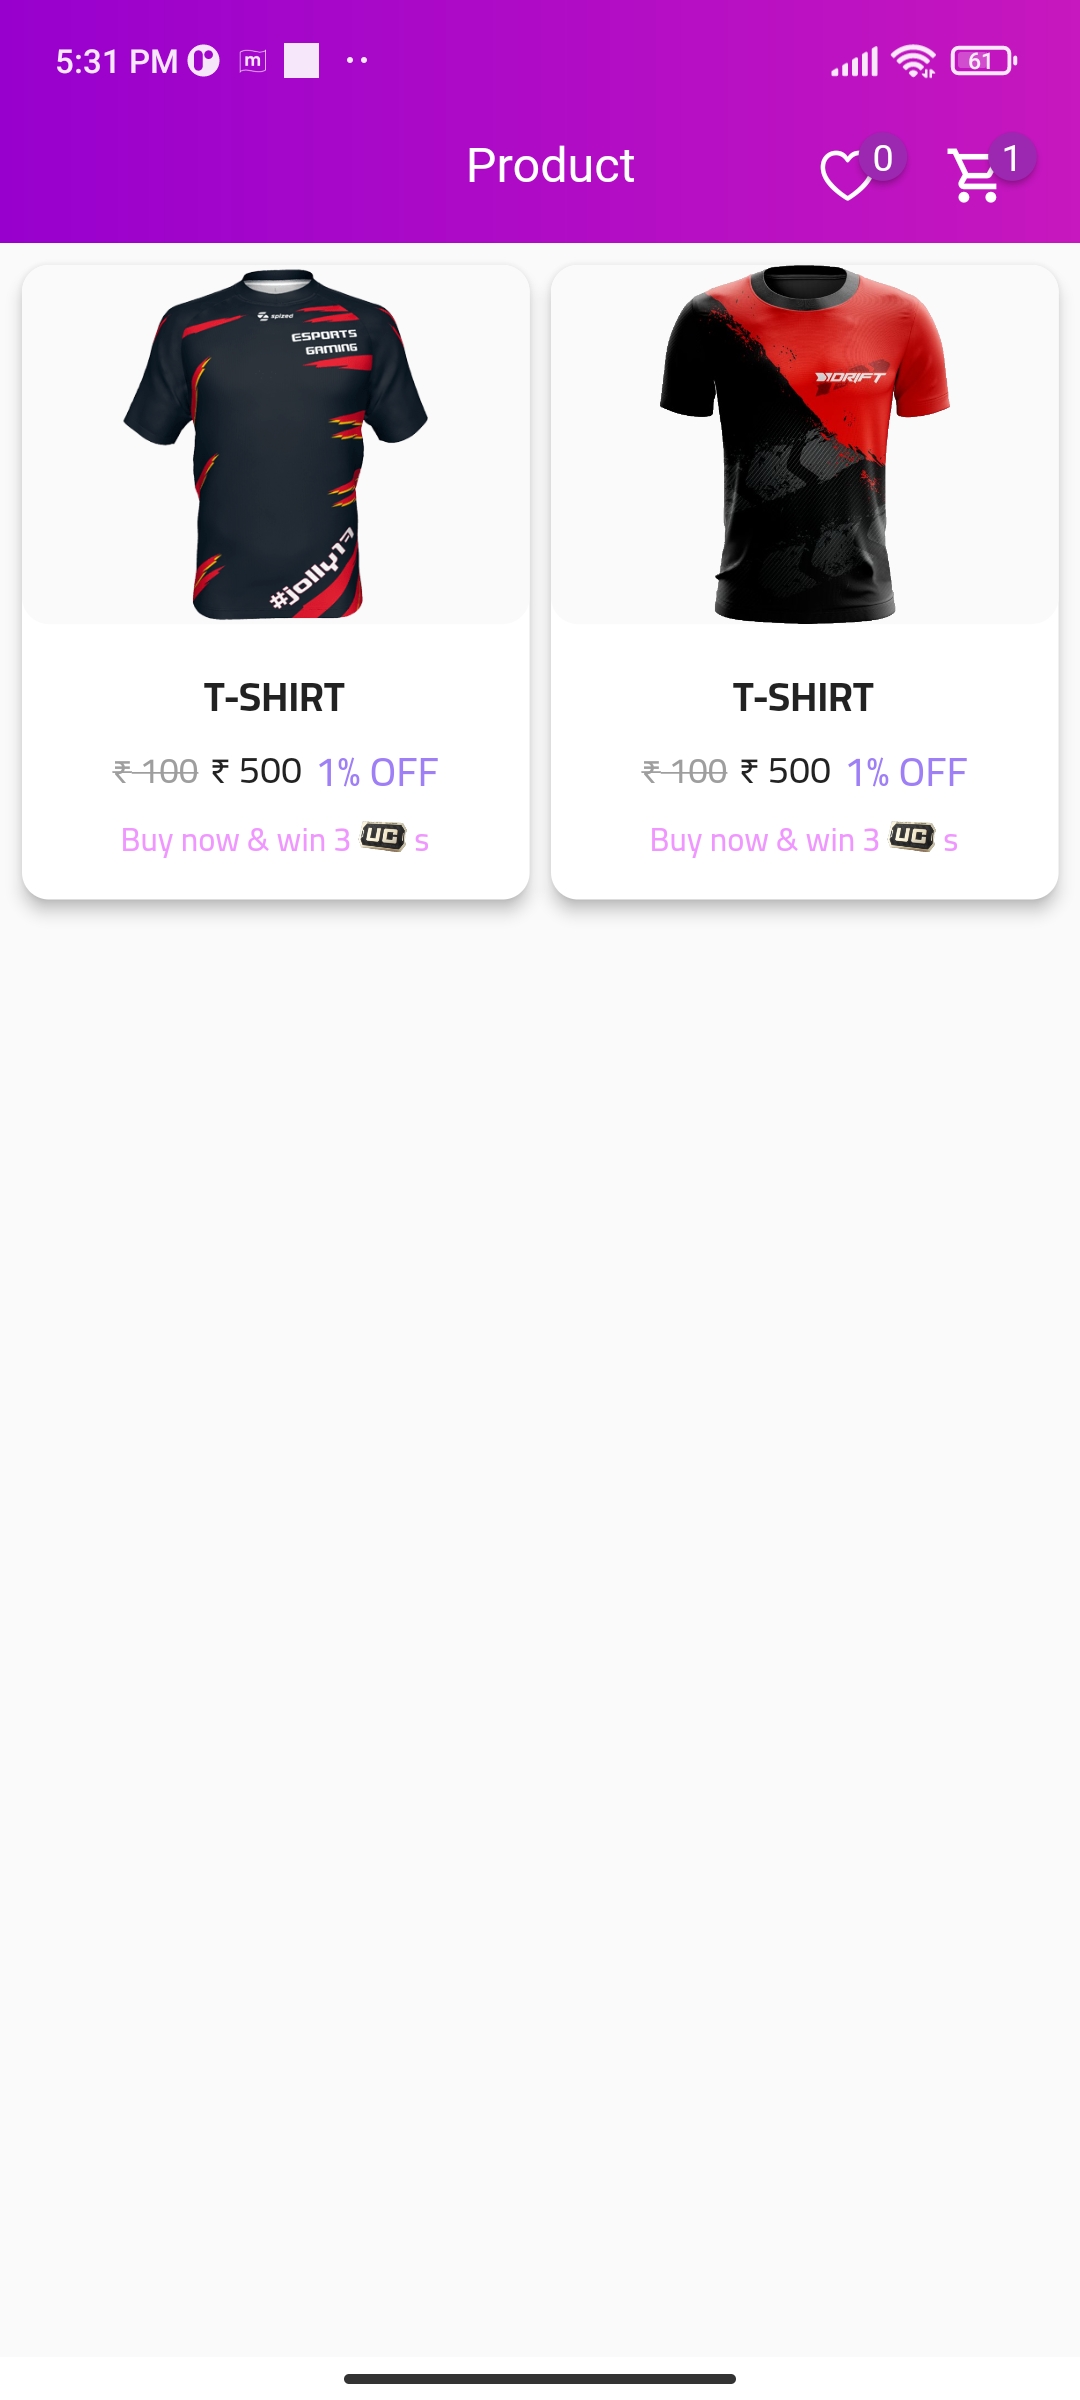 5:31 PM m 61
Product 0 1
spized
ESPORTS
GAMING
#jolly17
DRIFT
T-SHIRT T-SHIRT
₹ 100 ₹ 500 1% OFF ₹ 100 ₹ 500 1% OFF
Buy now & win 3 UC s Buy now & win 3 UC s